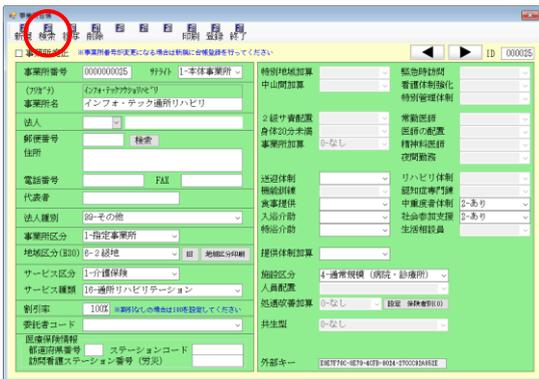 新規 検索 複写 削除 印刷 登録 終了
□ 事業所廃止 ※事業所番号が変更になる場合は新規に台帳登録を行ってください
ID 000025
事業所番号 0000000025 ｻﾃﾗｲﾄ 1-本体事業所
(ﾌﾘｶﾞﾅ) ｲﾝﾌｫ･ﾃｯｸﾂｳｼｮﾘﾊﾋﾞﾘ
事業所名 インフォ・テック通所リハビリ
法人
郵便番号 検索
住所
電話番号 FAX
代表者
法人種別 99-その他
事業所区分 1-指定事業所
地域区分(H30) 6-2級地 旧 地域区分印刷
サービス区分 1-介護保険
サービス種類 16-通所リハビリテーション
割引率 100% ※割引なしの場合は100を設定してください
委託者コード
医療保険情報
都道府県番号 ステーションコード
訪問看護ステーション番号 (労災)
特別地域加算 緊急時訪問
中山間加算 看護体制強化
特別管理体制
2級サ責配置 常勤医師
身体20分未満 医師の配置
事業所加算 0-なし 精神科医師
夜間勤務
送迎体制 リハビリ体制
機能訓練 認知症専門棟
食事提供 中重度者体制 2-あり
入浴介助 社会参加支援 2-あり
特浴介助 生活相談員
提供体制加算
施設区分 4-通常規模 (病院・診療所)
人員配置
処遇改善加算 0-なし 設定 保険者別(0)
共生型 0-なし
外部キー